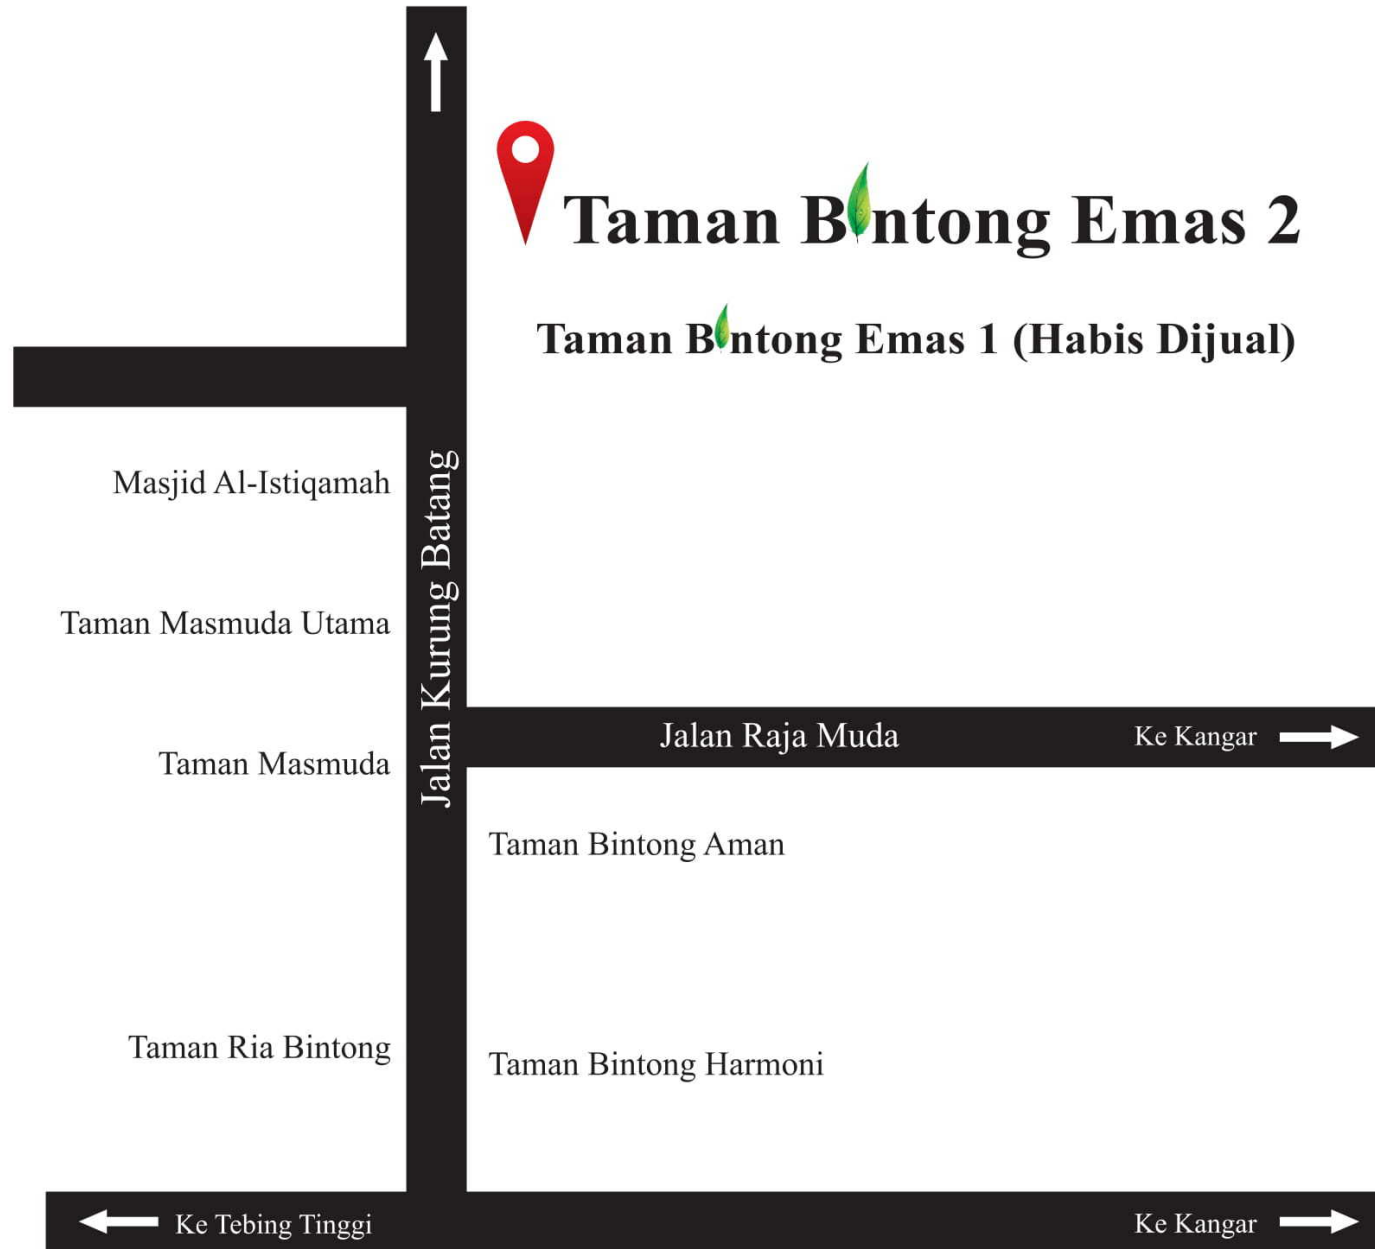 Taman Bintong Emas 2
Taman Bintong Emas 1 (Habis Dijual)
Masjid Al-Istiqamah
Jalan Kurung Batang
Taman Masmuda Utama
Jalan Raja Muda
Ke Kangar
Taman Masmuda
Taman Bintong Aman
Taman Ria Bintong
Taman Bintong Harmoni
Ke Tebing Tinggi
Ke Kangar